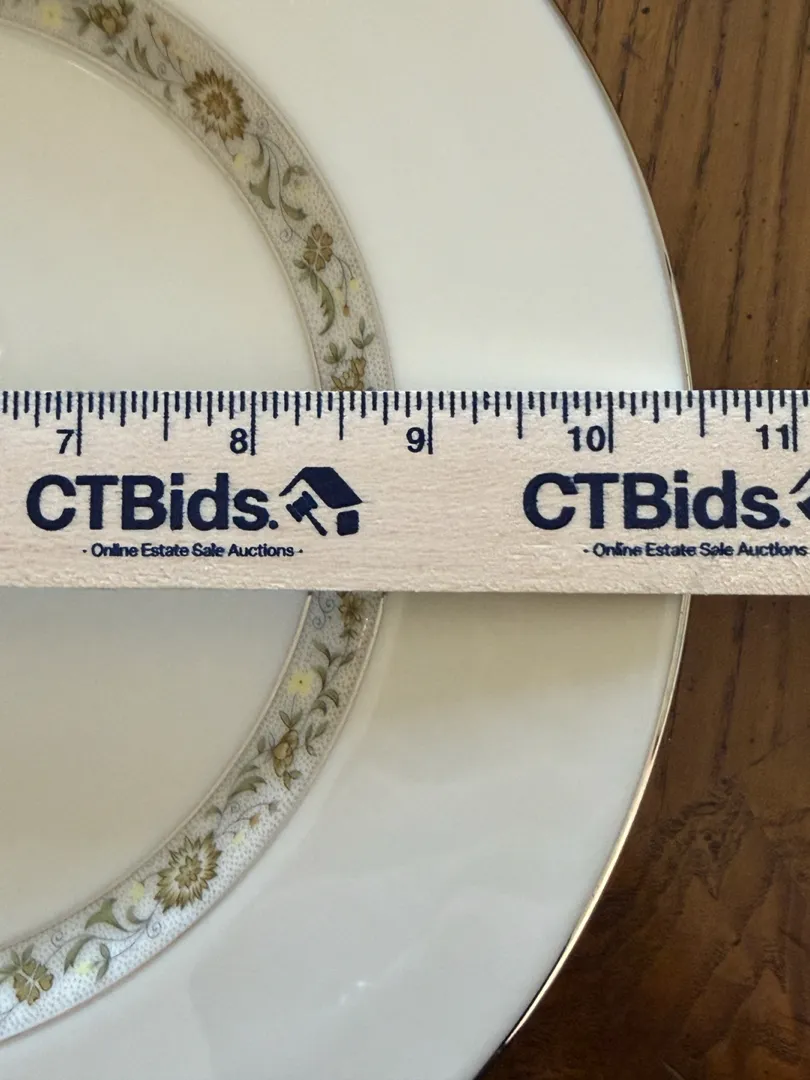 7 8 9 10 11
CTBids. CTBids.
· Online Estate Sale Auctions · · Online Estate Sale Auctions